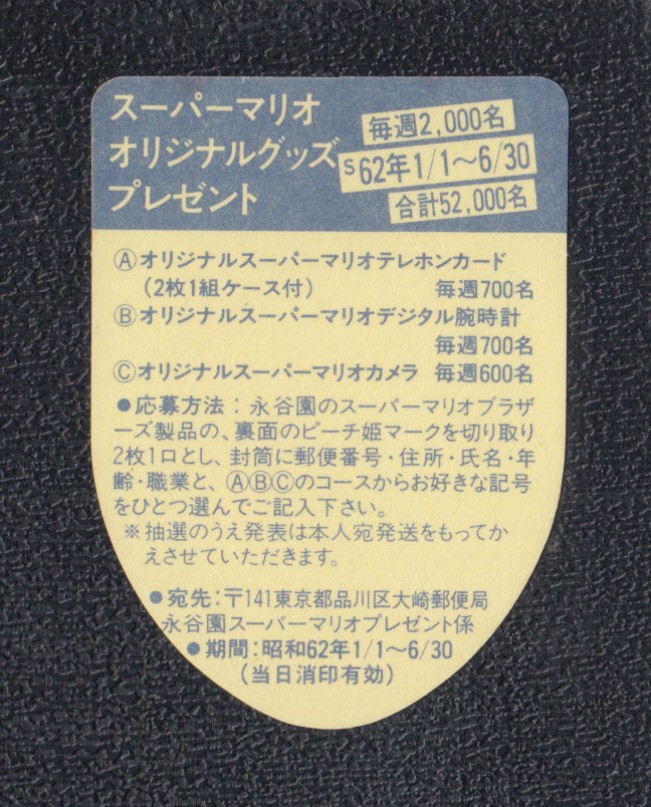 スーパーマリオ
オリジナルグッズ
プレゼント
毎週2,000名
S62年1/1～6/30
合計52,000名
Ⓐオリジナルスーパーマリオテレホンカード
（2枚1組ケース付） 毎週700名
Ⓑオリジナルスーパーマリオデジタル腕時計
毎週700名
Ⓒオリジナルスーパーマリオカメラ 毎週600名
●応募方法：永谷園のスーパーマリオブラザ
ーズ製品の、裏面のピーチ姫マークを切り取り
2枚1口とし、封筒に郵便番号・住所・氏名・年
齢・職業と、ⒶⒷⒸのコースからお好きな記号
をひとつ選んでご記入下さい。
※抽選のうえ発表は本人宛発送をもってか
えさせていただきます。
●宛先：〒141東京都品川区大崎郵便局
永谷園スーパーマリオプレゼント係
●期間：昭和62年1/1～6/30
（当日消印有効）